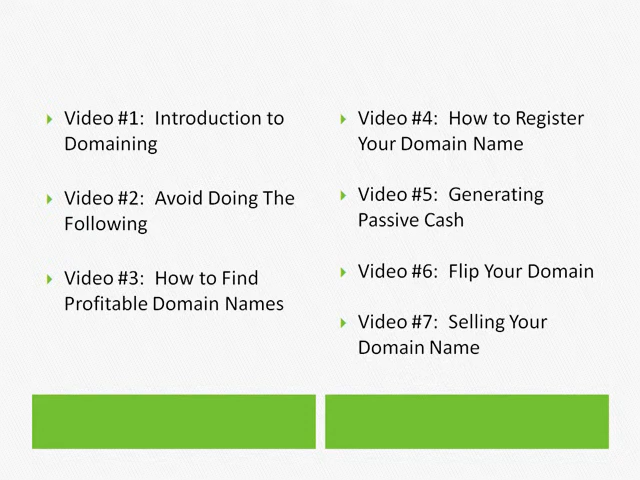 Video #1:  Introduction to
Domaining
Video #2:  Avoid Doing The
Following
Video #3:  How to Find
Profitable Domain Names
Video #4:  How to Register
Your Domain Name
Video #5:  Generating
Passive Cash
Video #6:  Flip Your Domain
Video #7:  Selling Your
Domain Name